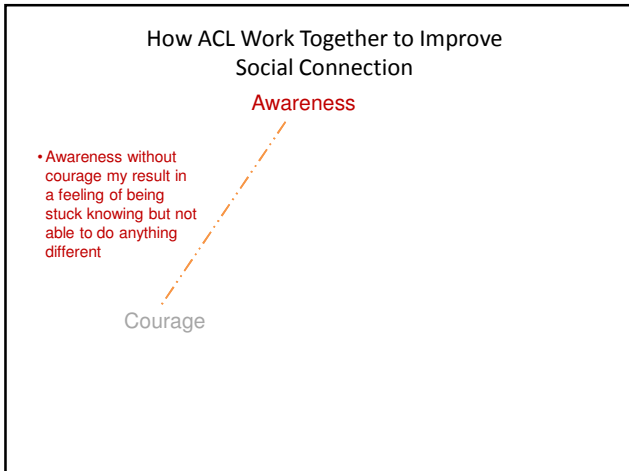 How ACL Work Together to Improve
Social Connection
Awareness
• Awareness without
courage my result in
a feeling of being
stuck knowing but not
able to do anything
different
Courage